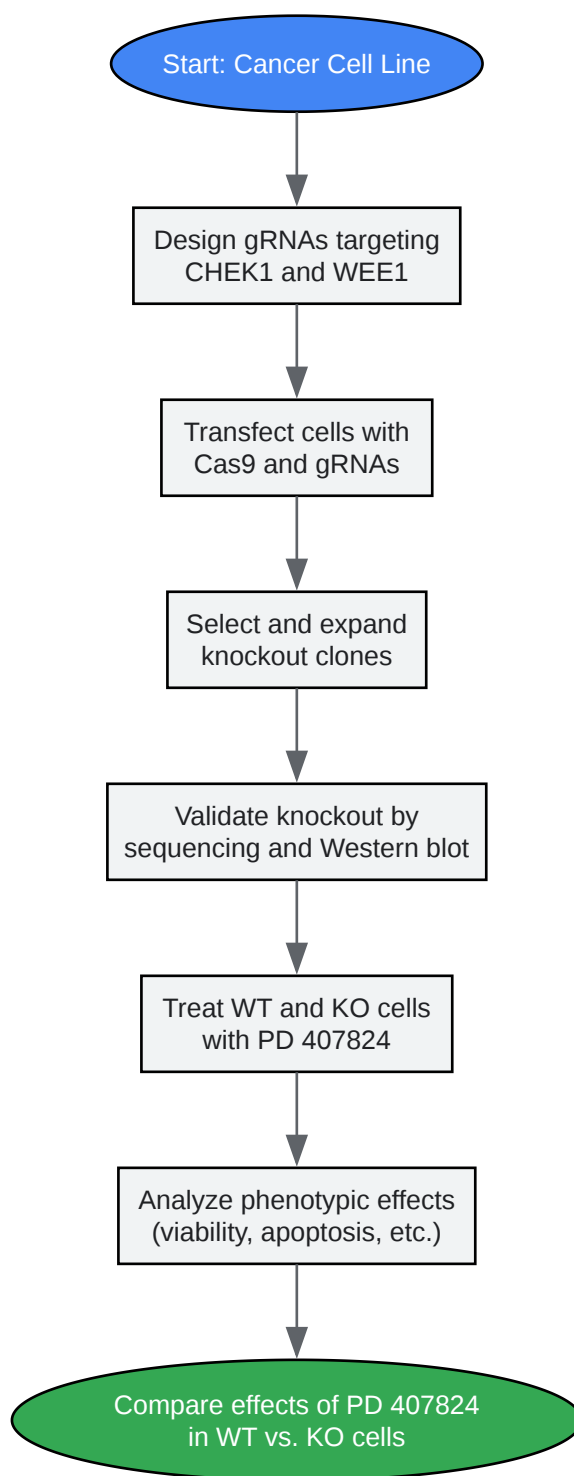 Start: Cancer Cell Line
Design gRNAs targeting
CHEK1 and WEE1
Transfect cells with
Cas9 and gRNAs
Select and expand
knockout clones
Validate knockout by
sequencing and Western blot
Treat WT and KO cells
with PD 407824
Analyze phenotypic effects
(viability, apoptosis, etc.)
Compare effects of PD 407824
in WT vs. KO cells